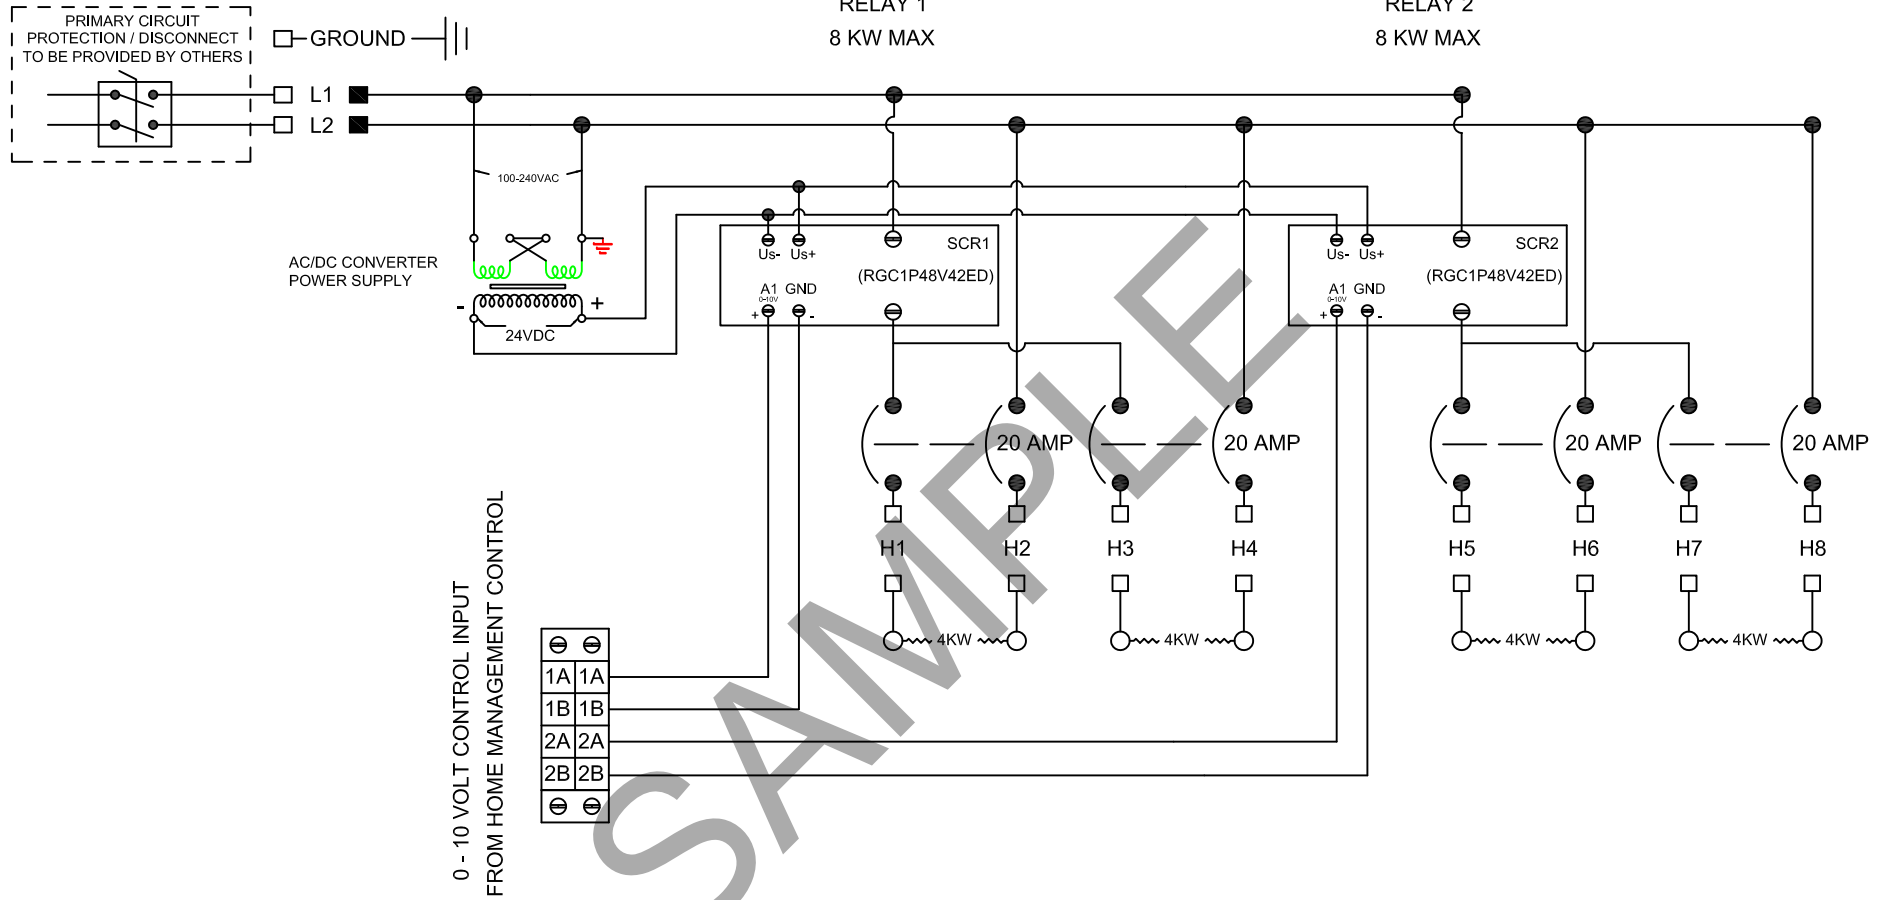 RELAY 1
8 KW MAX
RELAY 2
8 KW MAX
PRIMARY CIRCUIT
PROTECTION / DISCONNECT
TO BE PROVIDED BY OTHERS
GROUND
L1
L2
100-240VAC
AC/DC CONVERTER
POWER SUPPLY
-
+
24VDC
Us- Us+
SCR1
(RGC1P48V42ED)
A1 GND
0-10V
+ -
Us- Us+
SCR2
(RGC1P48V42ED)
A1 GND
0-10V
+ -
20 AMP
20 AMP
20 AMP
20 AMP
H1
H2
H3
H4
H5
H6
H7
H8
4KW
4KW
4KW
4KW
0 - 10 VOLT CONTROL INPUT
FROM HOME MANAGEMENT CONTROL
1A 1A
1B 1B
2A 2A
2B 2B
SAMPLE